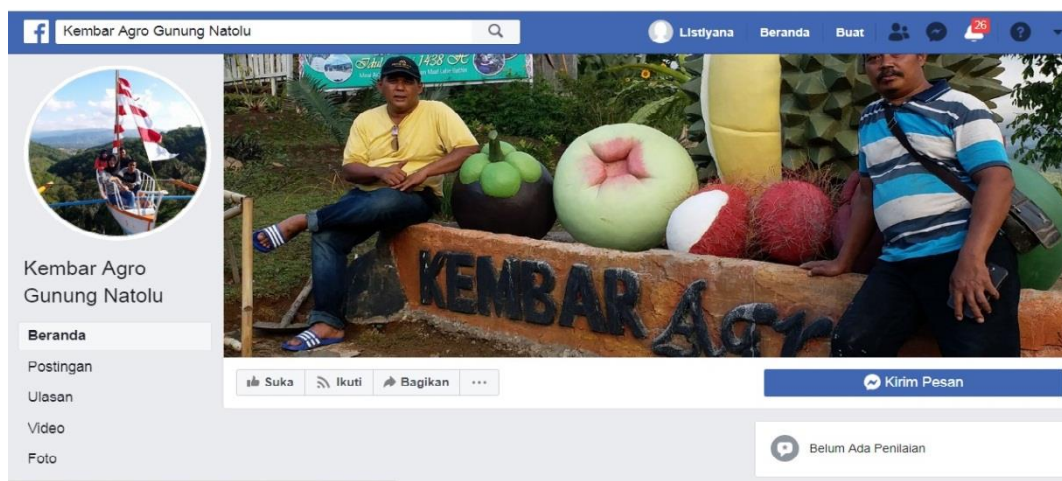 Kembar Agro Gunung Natolu
Listiyana Beranda Buat 26
1438 H
KEMBAR Agr
Kembar Agro
Gunung Natolu
Beranda
Postingan
Ulasan
Video
Foto
Suka Ikuti Bagikan ...
Kirim Pesan
Belum Ada Penilaian